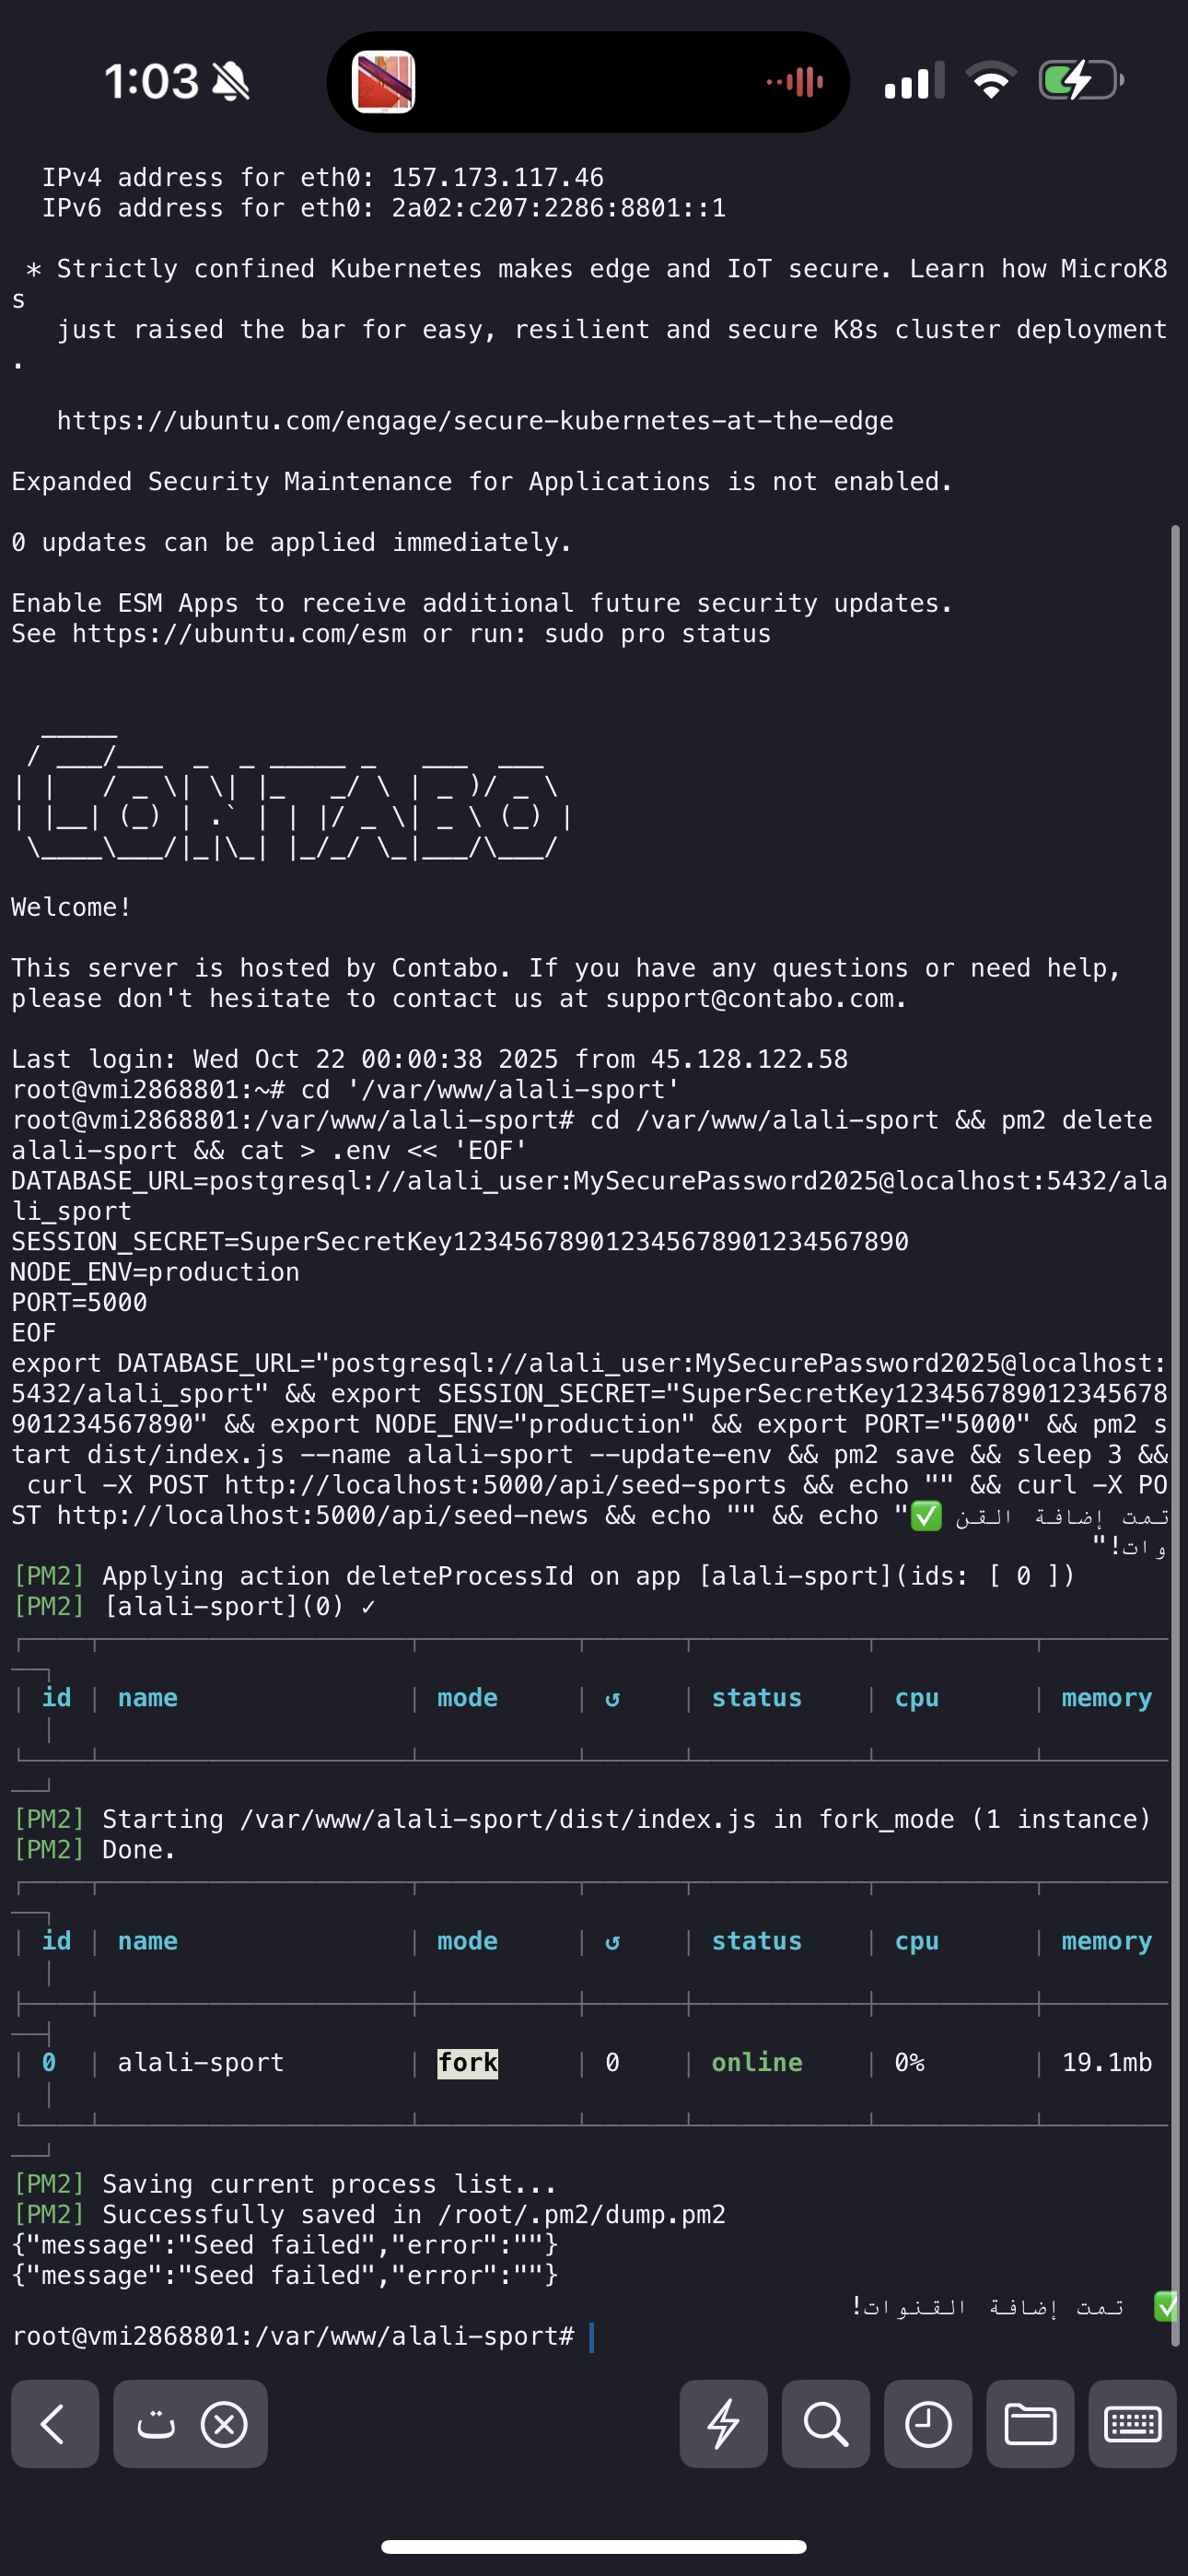 1:03
IPv4 address for eth0: 157.173.117.46
IPv6 address for eth0: 2a02:c207:2286:8801::1
* Strictly confined Kubernetes makes edge and IoT secure. Learn how MicroK8
s
just raised the bar for easy, resilient and secure K8s cluster deployment
.
https://ubuntu.com/engage/secure-kubernetes-at-the-edge
Expanded Security Maintenance for Applications is not enabled.
0 updates can be applied immediately.
Enable ESM Apps to receive additional future security updates.
See https://ubuntu.com/esm or run: sudo pro status
CONTABO
Welcome!
This server is hosted by Contabo. If you have any questions or need help,
please don't hesitate to contact us at support@contabo.com.
Last login: Wed Oct 22 00:00:38 2025 from 45.128.122.58
root@vmi2868801:~# cd '/var/www/alali-sport'
root@vmi2868801:/var/www/alali-sport# cd /var/www/alali-sport && pm2 delete
alali-sport && cat > .env << 'EOF'
DATABASE_URL=postgresql://alali_user:MySecurePassword2025@localhost:5432/ala
li_sport
SESSION_SECRET=SuperSecretKey123456789012345678901234567890
NODE_ENV=production
PORT=5000
EOF
export DATABASE_URL="postgresql://alali_user:MySecurePassword2025@localhost:
5432/alali_sport" && export SESSION_SECRET="SuperSecretKey123456789012345678
901234567890" && export NODE_ENV="production" && export PORT="5000" && pm2 s
tart dist/index.js --name alali-sport --update-env && pm2 save && sleep 3 &&
curl -X POST http://localhost:5000/api/seed-sports && echo "" && curl -X PO
ST http://localhost:5000/api/seed-news && echo "" && echo "✅ تمت إضافة القن
وات!"
[PM2] Applying action deleteProcessId on app [alali-sport](ids: [ 0 ])
[PM2] [alali-sport](0) ✓
| id | name | mode | ↺ | status | cpu | memory |
[PM2] Starting /var/www/alali-sport/dist/index.js in fork_mode (1 instance)
[PM2] Done.
| id | name | mode | ↺ | status | cpu | memory |
| 0 | alali-sport | fork | 0 | online | 0% | 19.1mb |
[PM2] Saving current process list...
[PM2] Successfully saved in /root/.pm2/dump.pm2
{"message":"Seed failed","error":""}
{"message":"Seed failed","error":""}
✅ تمت إضافة القنوات!
root@vmi2868801:/var/www/alali-sport#
ت